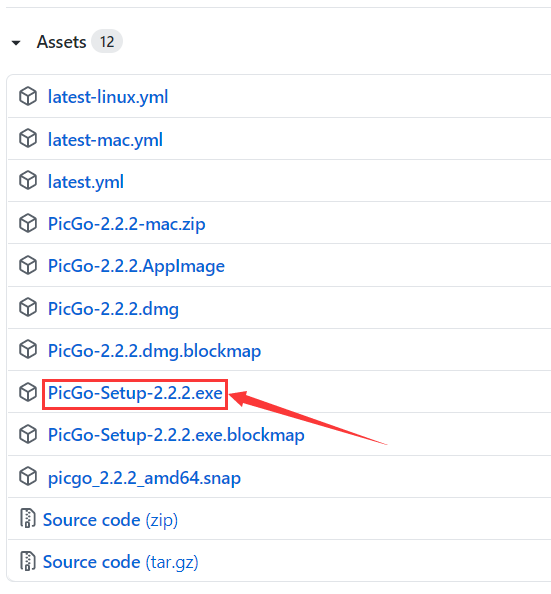 Assets 12
latest-linux.yml
latest-mac.yml
latest.yml
PicGo-2.2.2-mac.zip
PicGo-2.2.2.AppImage
PicGo-2.2.2.dmg
PicGo-2.2.2.dmg.blockmap
PicGo-Setup-2.2.2.exe
PicGo-Setup-2.2.2.exe.blockmap
picgo_2.2.2_amd64.snap
Source code (zip)
Source code (tar.gz)